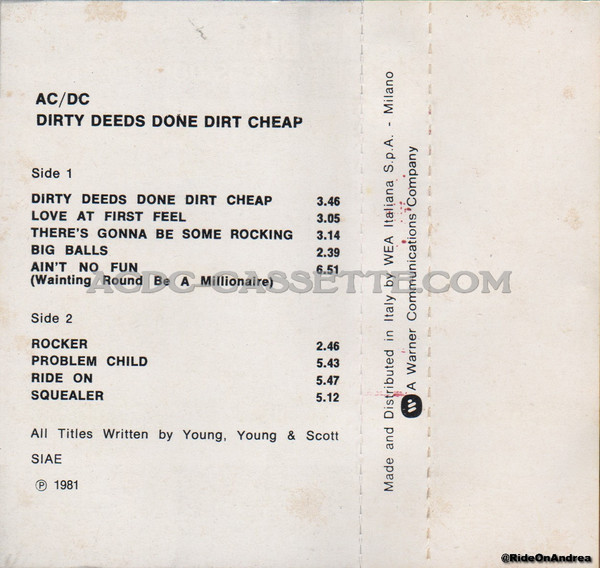 AC/DC
DIRTY DEEDS DONE DIRT CHEAP
Side 1
DIRTY DEEDS DONE DIRT CHEAP 3.46
LOVE AT FIRST FEEL 3.05
THERE'S GONNA BE SOME ROCKING 3.14
BIG BALLS 2.39
AIN'T NO FUN 6.51
(Wainting Round Be A Millionaire)
ACDC-CASSETTE.COM
Side 2
ROCKER 2.46
PROBLEM CHILD 5.43
RIDE ON 5.47
SQUEALER 5.12
All Titles Written by Young, Young & Scott
SIAE
℗ 1981
Made and Distributed in Italy by WEA Italiana S.p.A. - Milano
A Warner Communications Company
@RideOnAndrea